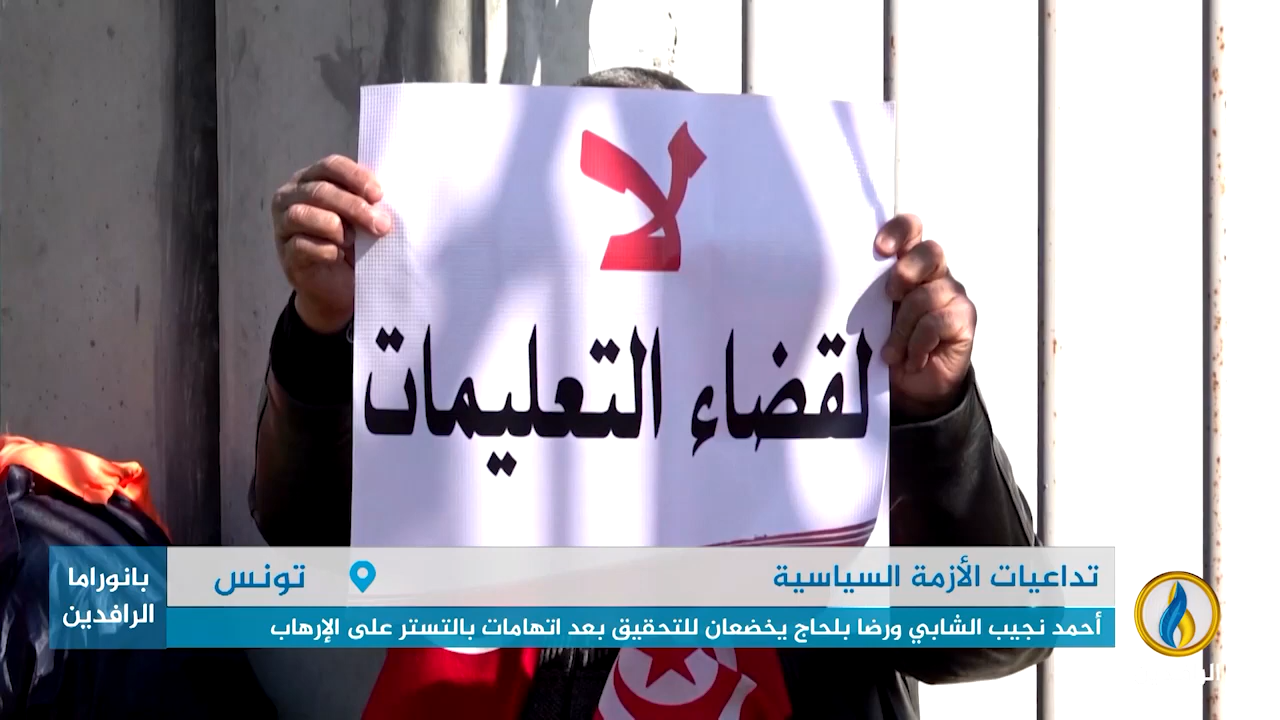 لا
لقضاء التعليمات
تداعيات الأزمة السياسية
تونس
أحمد نجيب الشابي ورضا بلحاج يخضعان للتحقيق بعد اتهامات بالتستر على الإرهاب
بانوراما
الرافدين